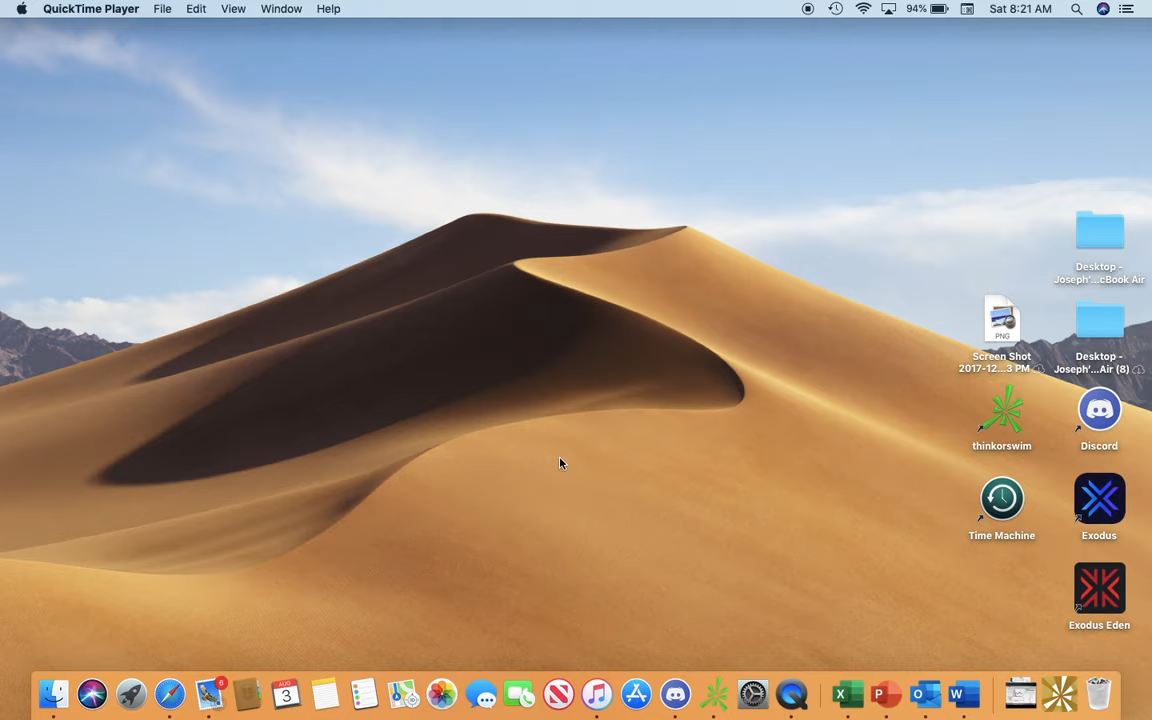 QuickTime Player File Edit View Window Help 94% Sat 8:21 AM
Desktop -
Joseph'...cBook Air
PNG
Screen Shot
2017-12...3 PM
Desktop -
Joseph'...Air (8)
thinkorswim
Discord
Time Machine
Exodus
Exodus Eden
6
AUG
3
X P O W